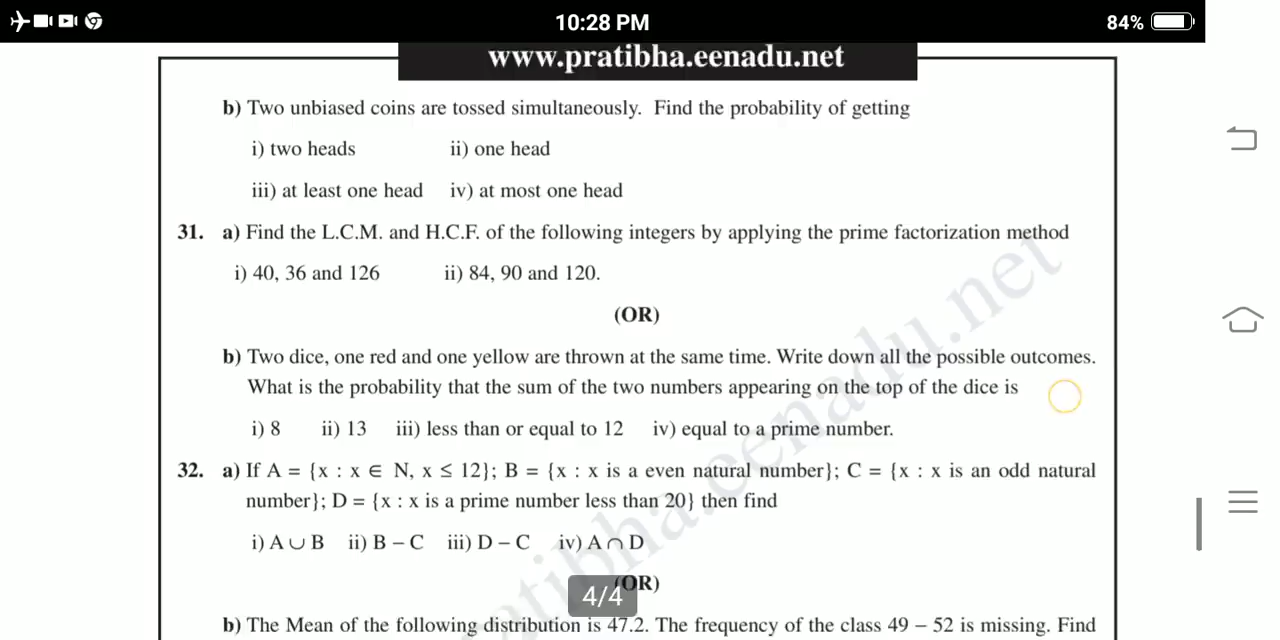 10:28 PM
84%
www.pratibha.eenadu.net
b) Two unbiased coins are tossed simultaneously. Find the probability of getting
i) two heads ii) one head
iii) at least one head iv) at most one head
31. a) Find the L.C.M. and H.C.F. of the following integers by applying the prime factorization method
i) 40, 36 and 126 ii) 84, 90 and 120.
(OR)
b) Two dice, one red and one yellow are thrown at the same time. Write down all the possible outcomes.
What is the probability that the sum of the two numbers appearing on the top of the dice is
i) 8 ii) 13 iii) less than or equal to 12 iv) equal to a prime number.
32. a) If A = {x : x ∈ N, x ≤ 12}; B = {x : x is a even natural number}; C = {x : x is an odd natural
number}; D = {x : x is a prime number less than 20} then find
i) A ∪ B ii) B – C iii) D – C iv) A ∩ D
(OR)
4/4
b) The Mean of the following distribution is 47.2. The frequency of the class 49 – 52 is missing. Find
pratibha.eenadu.net